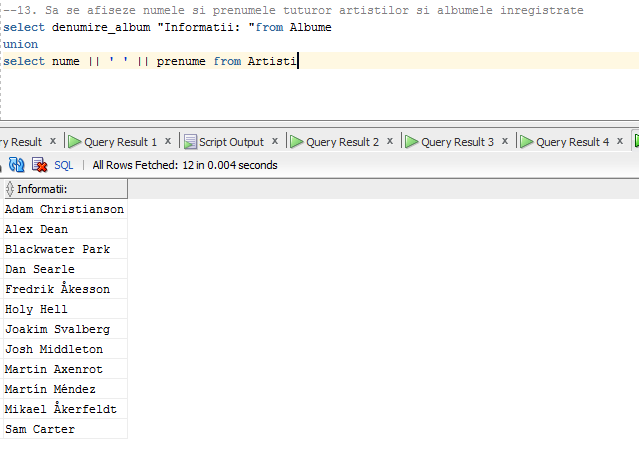 --13. Sa se afiseze numele si prenumele tuturor artistilor si albumele inregistrate
select denumire_album "Informatii: "from Albume
union
select nume || ' ' || prenume from Artisti
ry Result x Query Result 1 x Script Output x Query Result 2 x Query Result 3 x Query Result 4 x
SQL | All Rows Fetched: 12 in 0.004 seconds
Informatii:
Adam Christianson
Alex Dean
Blackwater Park
Dan Searle
Fredrik Åkesson
Holy Hell
Joakim Svalberg
Josh Middleton
Martin Axenrot
Martín Méndez
Mikael Åkerfeldt
Sam Carter